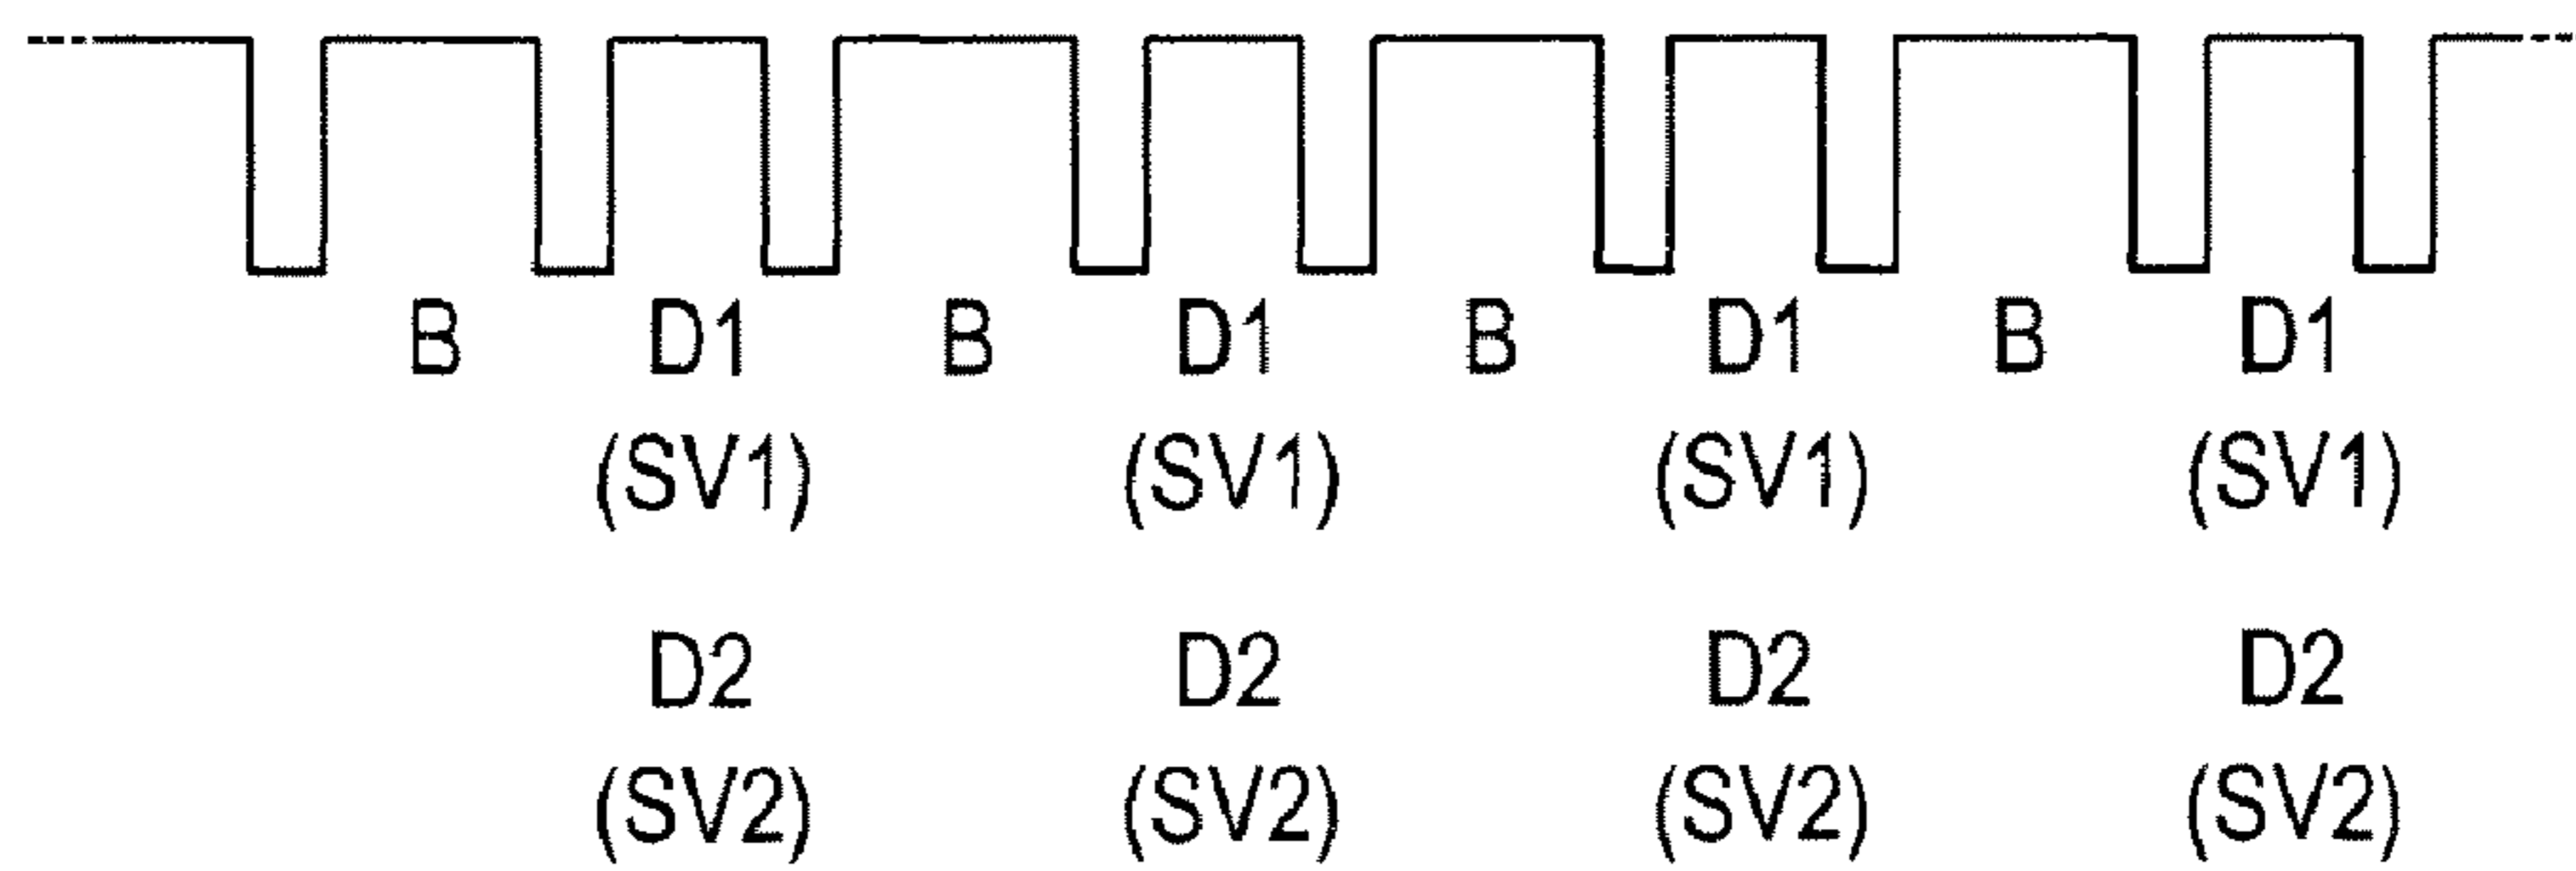 B D1 B D1 B D1 B D1
(SV1) (SV1) (SV1) (SV1)
D2 D2 D2 D2
(SV2) (SV2) (SV2) (SV2)